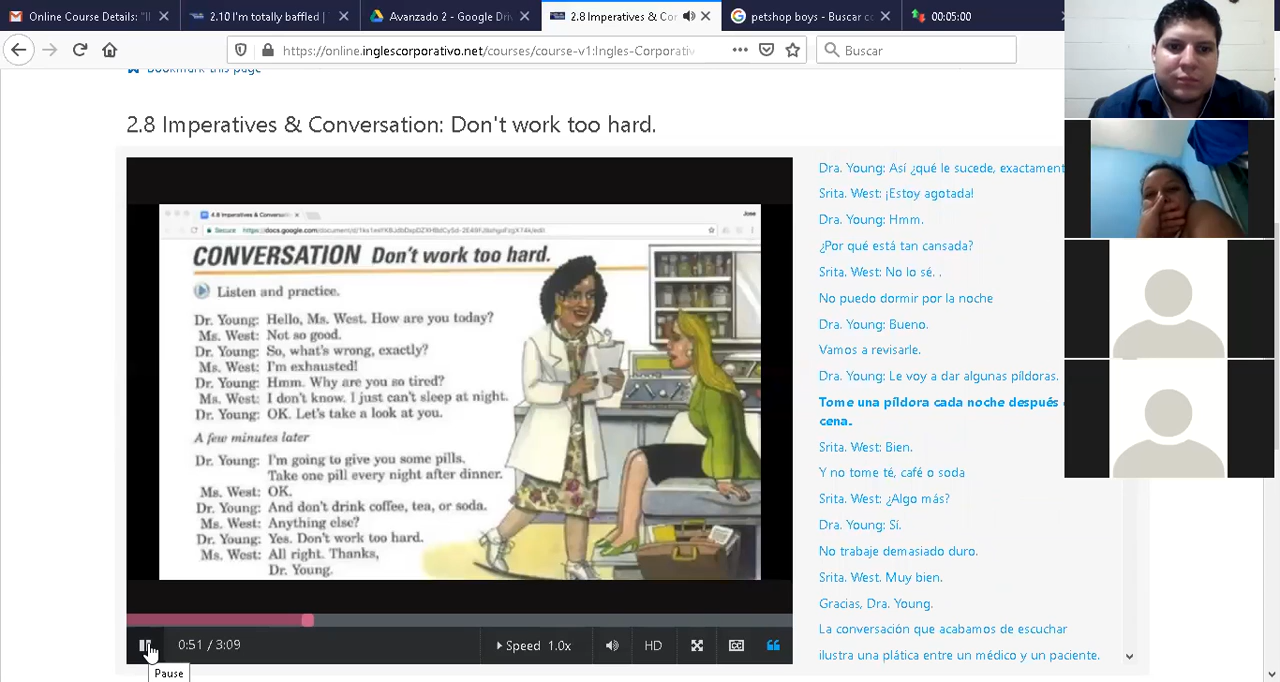 Online Course Details: "I
2.10 I'm totally baffled |
Avanzado 2 - Google Dri
2.8 Imperatives & Cor
petshop boys - Buscar c
00:05:00
https://online.inglescorporativo.net/courses/course-v1:Ingles-Corporativ
Buscar
Bookmark this page
2.8 Imperatives & Conversation: Don't work too hard.
Jose
Secure
CONVERSATION Don't work too hard.
Listen and practice.
Dr. Young: Hello, Ms. West. How are you today?
Ms. West: Not so good.
Dr. Young: So, what's wrong, exactly?
Ms. West: I'm exhausted!
Dr. Young: Hmm. Why are you so tired?
Ms. West: I don't know. I just can't sleep at night.
Dr. Young: OK. Let's take a look at you.
A few minutes later
Dr. Young: I'm going to give you some pills.
Take one pill every night after dinner.
Ms. West: OK.
Dr. Young: And don't drink coffee, tea, or soda.
Ms. West: Anything else?
Dr. Young: Yes. Don't work too hard.
Ms. West: All right. Thanks,
Dr. Young.
0:51 / 3:09
Speed 1.0x
HD
Pause
Dra. Young: Así ¿qué le sucede, exactament
Srita. West: ¡Estoy agotada!
Dra. Young: Hmm.
¿Por qué está tan cansada?
Srita. West: No lo sé. .
No puedo dormir por la noche
Dra. Young: Bueno.
Vamos a revisarle.
Dra. Young: Le voy a dar algunas píldoras.
Tome una píldora cada noche después
cena.
Srita. West: Bien.
Y no tome té, café o soda
Srita. West: ¿Algo más?
Dra. Young: Sí.
No trabaje demasiado duro.
Srita. West. Muy bien.
Gracias, Dra. Young.
La conversación que acabamos de escuchar
ilustra una plática entre un médico y un paciente.